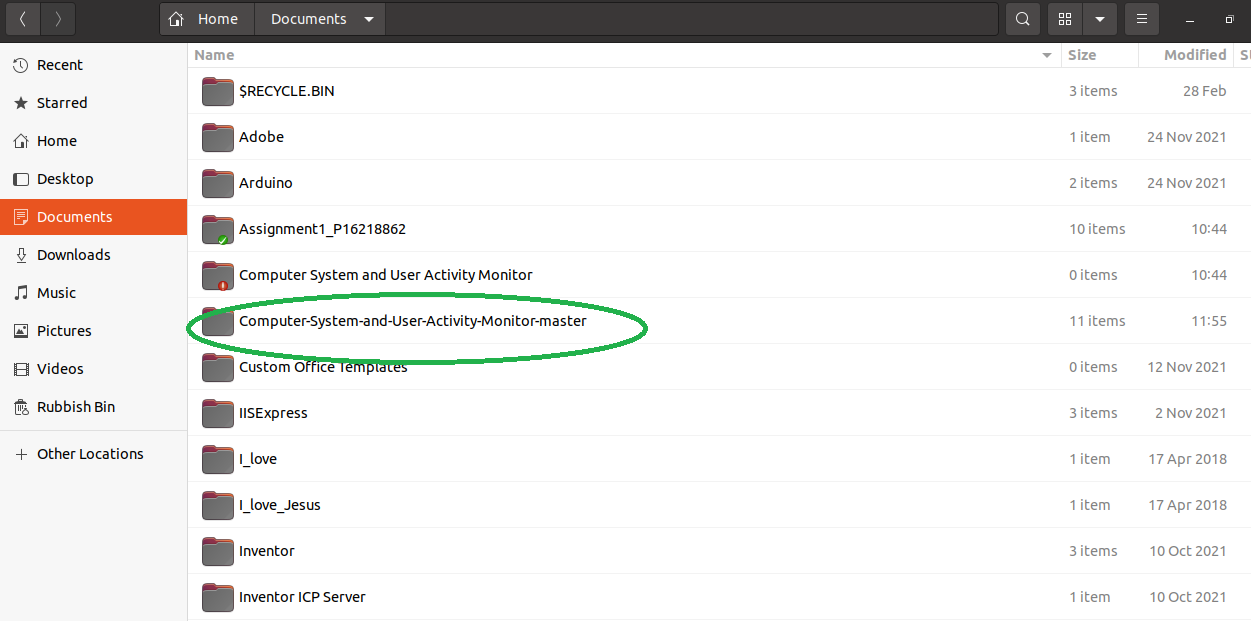 Home Documents
Name Size Modified S
Recent
Starred
Home
Desktop
Documents
Downloads
Music
Pictures
Videos
Rubbish Bin
Other Locations
$RECYCLE.BIN 3 items 28 Feb
Adobe 1 item 24 Nov 2021
Arduino 2 items 24 Nov 2021
Assignment1_P16218862 10 items 10:44
Computer System and User Activity Monitor 0 items 10:44
Computer-System-and-User-Activity-Monitor-master 11 items 11:55
Custom Office Templates 0 items 12 Nov 2021
IISExpress 3 items 2 Nov 2021
I_love 1 item 17 Apr 2018
I_love_Jesus 1 item 17 Apr 2018
Inventor 3 items 10 Oct 2021
Inventor ICP Server 1 item 10 Oct 2021